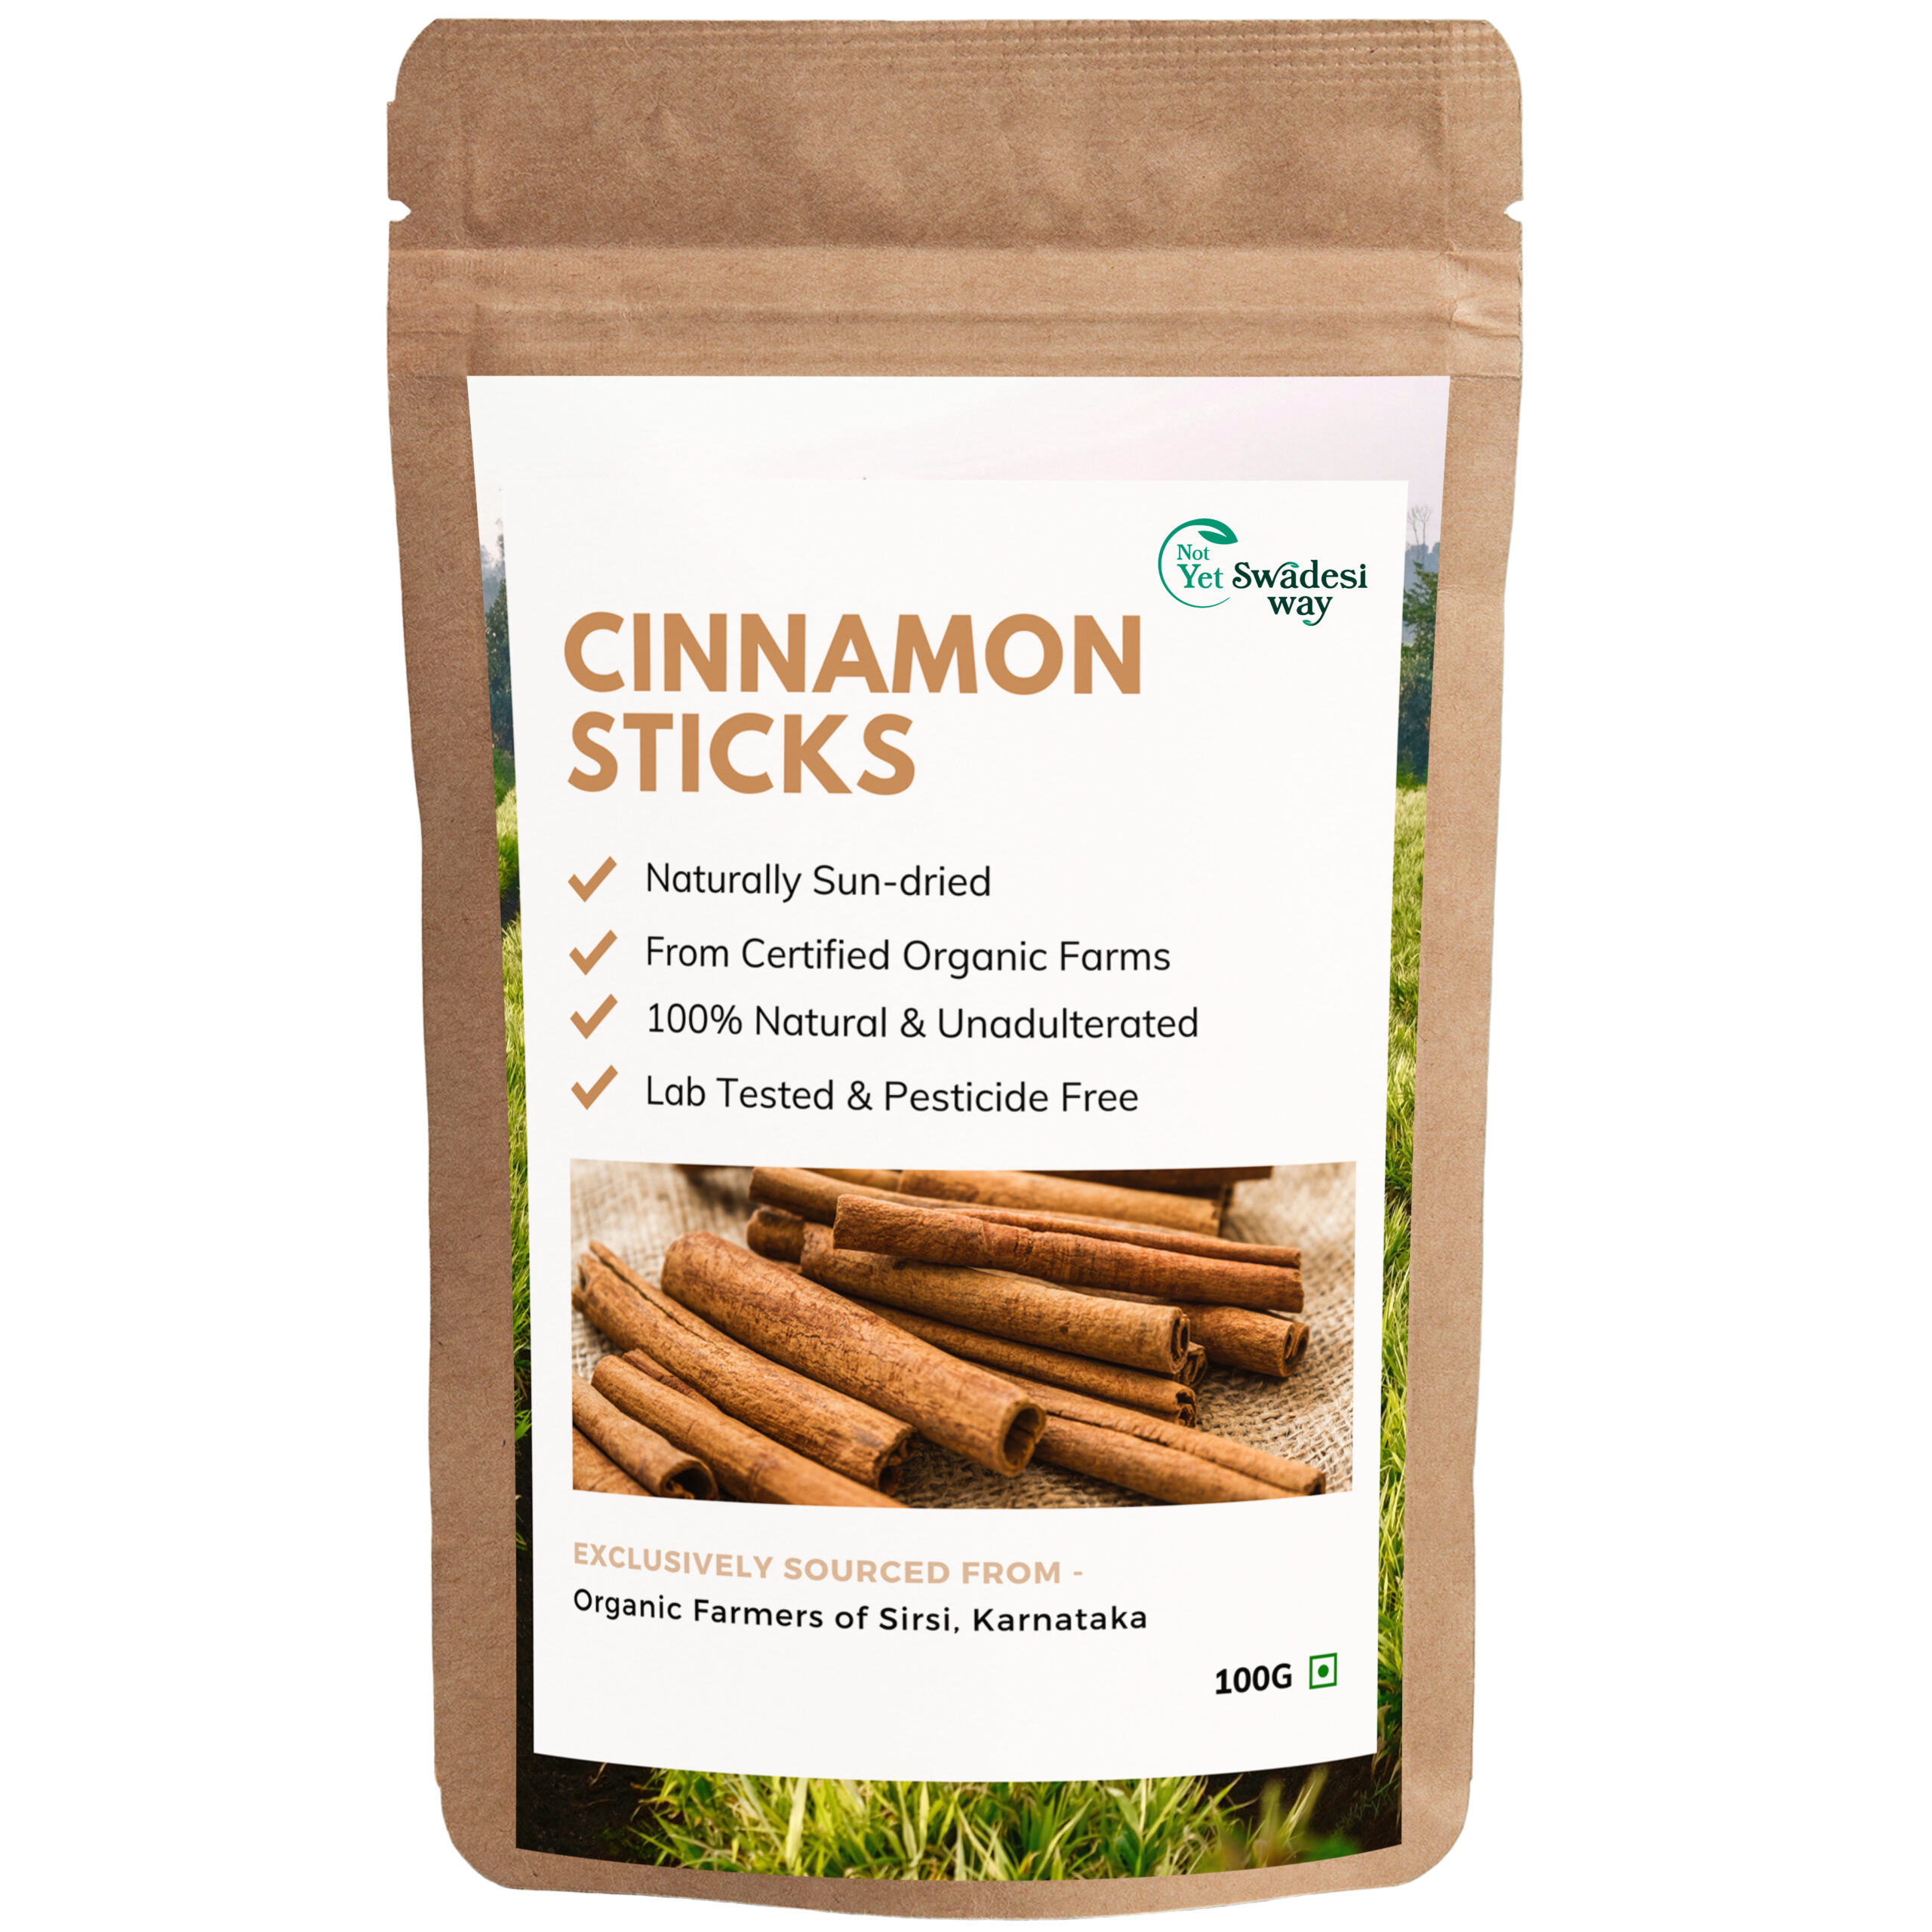 Not
Yet Swadesi
way
CINNAMON
STICKS
Naturally Sun-dried
From Certified Organic Farms
100% Natural & Unadulterated
Lab Tested & Pesticide Free
EXCLUSIVELY SOURCED FROM -
Organic Farmers of Sirsi, Karnataka
100G